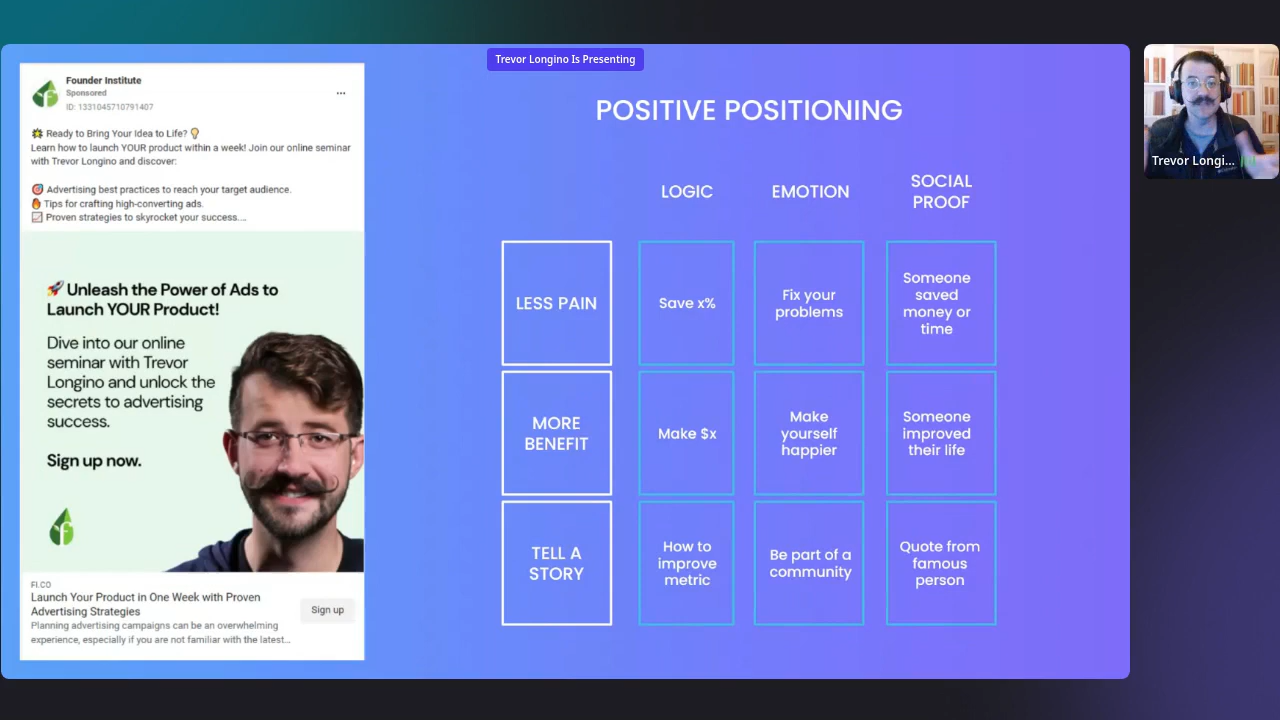 Trevor Longino Is Presenting
Founder Institute
Sponsored
ID: 1331045710791407
Ready to Bring Your Idea to Life?
Learn how to launch YOUR product within a week! Join our online seminar
with Trevor Longino and discover:
Advertising best practices to reach your target audience.
Tips for crafting high-converting ads.
Proven strategies to skyrocket your success....
Unleash the Power of Ads to
Launch YOUR Product!
Dive into our online
seminar with Trevor
Longino and unlock the
secrets to advertising
success.
Sign up now.
FI.CO
Launch Your Product in One Week with Proven
Advertising Strategies
Planning advertising campaigns can be an overwhelming
experience, especially if you are not familiar with the latest...
Sign up
POSITIVE POSITIONING
LOGIC
EMOTION
SOCIAL
PROOF
LESS PAIN
Save x%
Fix your
problems
Someone
saved
money or
time
MORE
BENEFIT
Make $x
Make
yourself
happier
Someone
improved
their life
TELL A
STORY
How to
improve
metric
Be part of a
community
Quote from
famous
person
Trevor Longi...